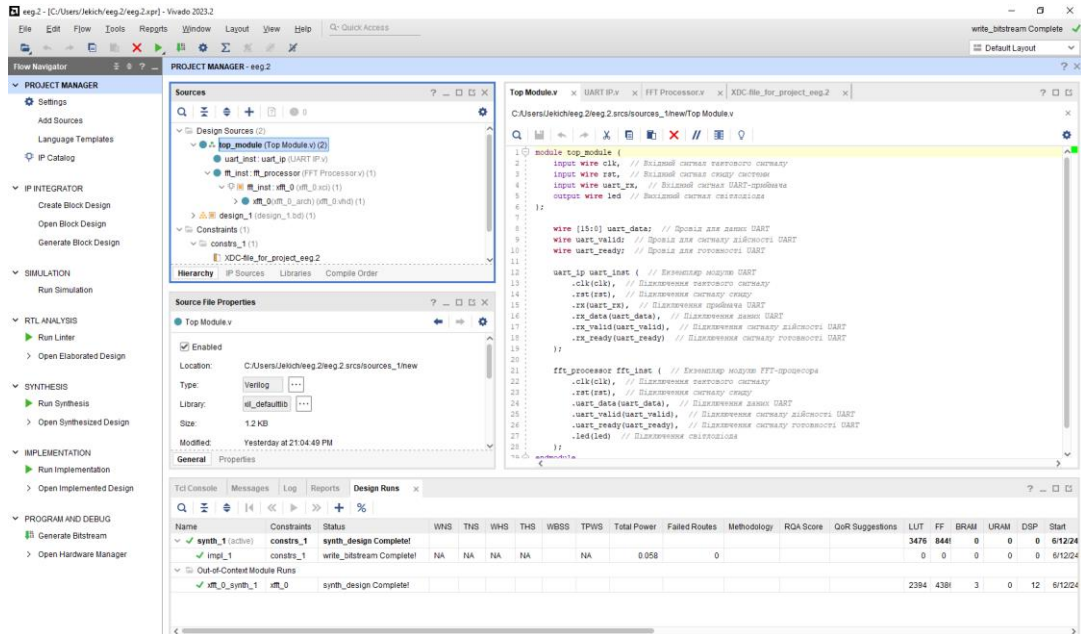 eeg.2 - [C:/Users/Jekich/eeg.2/eeg.2.xpr] - Vivado 2023.2
File Edit Flow Tools Reports Window Layout View Help Q- Quick Access
write_bitstream Complete
Default Layout
Flow Navigator
PROJECT MANAGER
Settings
Add Sources
Language Templates
IP Catalog
IP INTEGRATOR
Create Block Design
Open Block Design
Generate Block Design
SIMULATION
Run Simulation
RTL ANALYSIS
Run Linter
Open Elaborated Design
SYNTHESIS
Run Synthesis
Open Synthesized Design
IMPLEMENTATION
Run Implementation
Open Implemented Design
PROGRAM AND DEBUG
Generate Bitstream
Open Hardware Manager
PROJECT MANAGER - eeg.2
Sources
Design Sources (2)
top_module (Top Module.v) (2)
uart_inst : uart_ip (UART IP.v)
fft_inst : fft_processor (FFT Processor.v) (1)
fft_inst : xfft_0 (xfft_0.xci) (1)
xfft_0(xfft_0_arch) (xfft_0.vhd) (1)
design_1 (design_1.bd) (1)
Constraints (1)
constrs_1 (1)
XDC-file_for_project_eeg.2
Hierarchy IP Sources Libraries Compile Order
Source File Properties
Top Module.v
Enabled
Location: C:/Users/Jekich/eeg.2/eeg.2.srcs/sources_1/new
Type: Verilog
Library: xil_defaultlib
Size: 1.2 KB
Modified: Yesterday at 21:04:49 PM
General Properties
Top Module.v UART IP.v FFT Processor.v XDC-file_for_project_eeg.2
C:/Users/Jekich/eeg.2/eeg.2.srcs/sources_1/new/Top Module.v
1 module top_module (
2 input wire clk, // Вхідний сигнал тактового сигналу
3 input wire rst, // Вхідний сигнал скиду системи
4 input wire uart_rx, // Вхідний сигнал UART-приймача
5 output wire led // Вихідний сигнал світлодіода
6 );
7
8 wire [15:0] uart_data; // Провід для даних UART
9 wire uart_valid; // Провід для сигналу дійсності UART
10 wire uart_ready; // Провід для готовності UART
11
12 uart_ip uart_inst ( // Екземпляр модулю UART
13 .clk(clk), // Підключення тактового сигналу
14 .rst(rst), // Підключення сигналу скиду
15 .rx(uart_rx), // Підключення приймача UART
16 .rx_data(uart_data), // Підключення даних UART
17 .rx_valid(uart_valid), // Підключення сигналу дійсності UART
18 .rx_ready(uart_ready) // Підключення сигналу готовності UART
19 );
20
21 fft_processor fft_inst ( // Екземпляр модулю FFT-процесора
22 .clk(clk), // Підключення тактового сигналу
23 .rst(rst), // Підключення сигналу скиду
24 .uart_data(uart_data), // Підключення даних UART
25 .uart_valid(uart_valid), // Підключення сигналу дійсності UART
26 .uart_ready(uart_ready), // Підключення сигналу готовності UART
27 .led(led) // Підключення світлодіода
28 );
29 endmodule
Tcl Console Messages Log Reports Design Runs
Name Constraints Status WNS TNS WHS THS WBSS TPWS Total Power Failed Routes Methodology RQA Score QoR Suggestions LUT FF BRAM URAM DSP Start
synth_1 (active) constrs_1 synth_design Complete! 3476 0 0 0 6/12/24
impl_1 constrs_1 write_bitstream Complete! NA NA NA NA NA 0.058 0 0 0 0 0 0 6/12/24
Out-of-Context Module Runs
xfft_0_synth_1 xfft_0 synth_design Complete! 2394 3 0 12 6/12/24